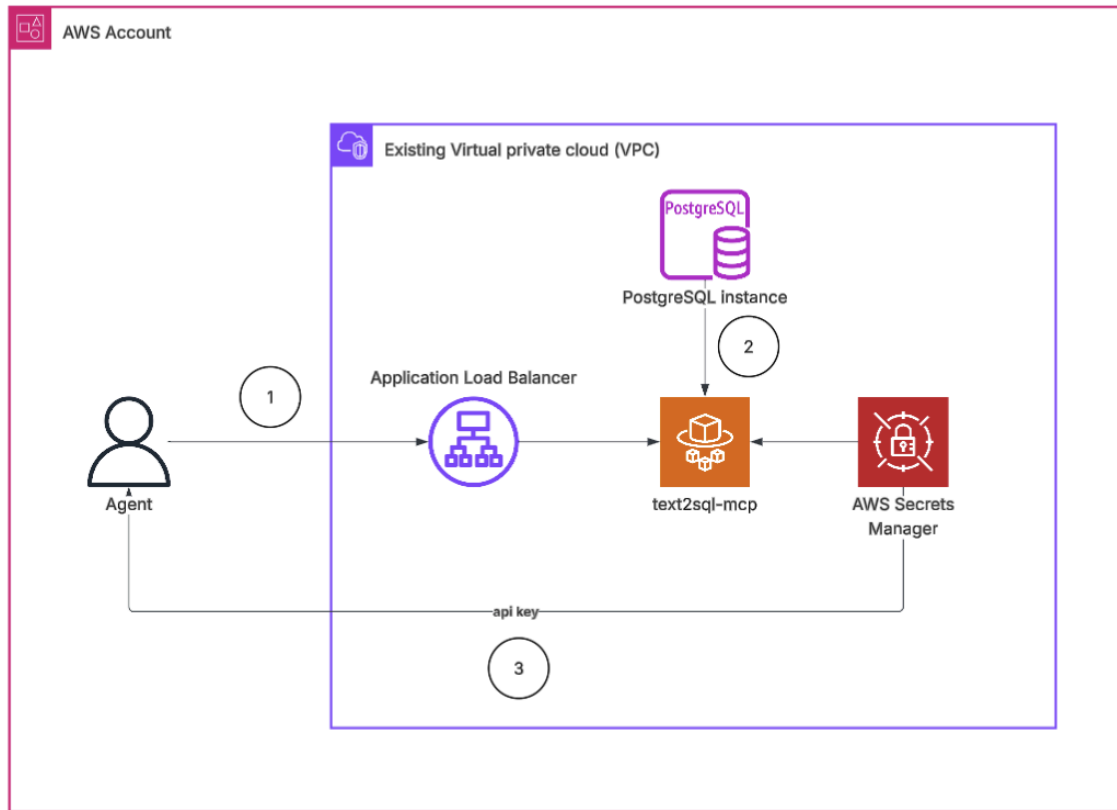 AWS Account
Existing Virtual private cloud (VPC)
PostgreSQL
PostgreSQL instance
2
Application Load Balancer
1
Agent
text2sql-mcp
AWS Secrets
Manager
api key
3